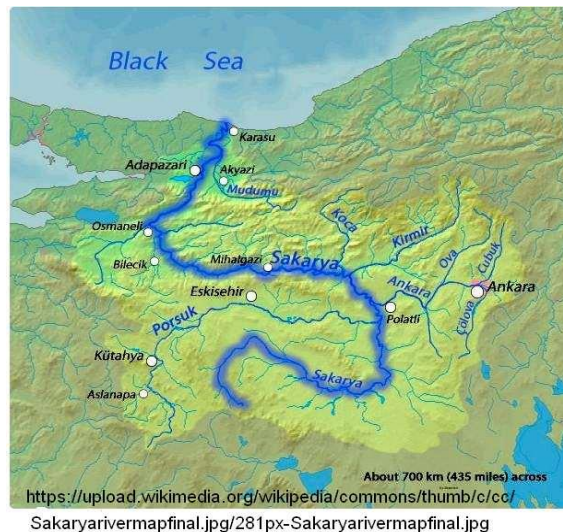 Black Sea
Karasu
Adapazari
Akyazi
Mudumu
Osmaneli
Bilecik
Mihalgazi
Sakarya
Koca
Kirmir
Ova
Cubuk
Ankara
Ankara
Çolova
Polatli
Eskisehir
Porsuk
Kütahya
Aslanapa
Sakarya
About 700 km (435 miles) across
https://upload.wikimedia.org/wikipedia/commons/thumb/c/cc/
Sakaryarivermapfinal.jpg/281px-Sakaryarivermapfinal.jpg